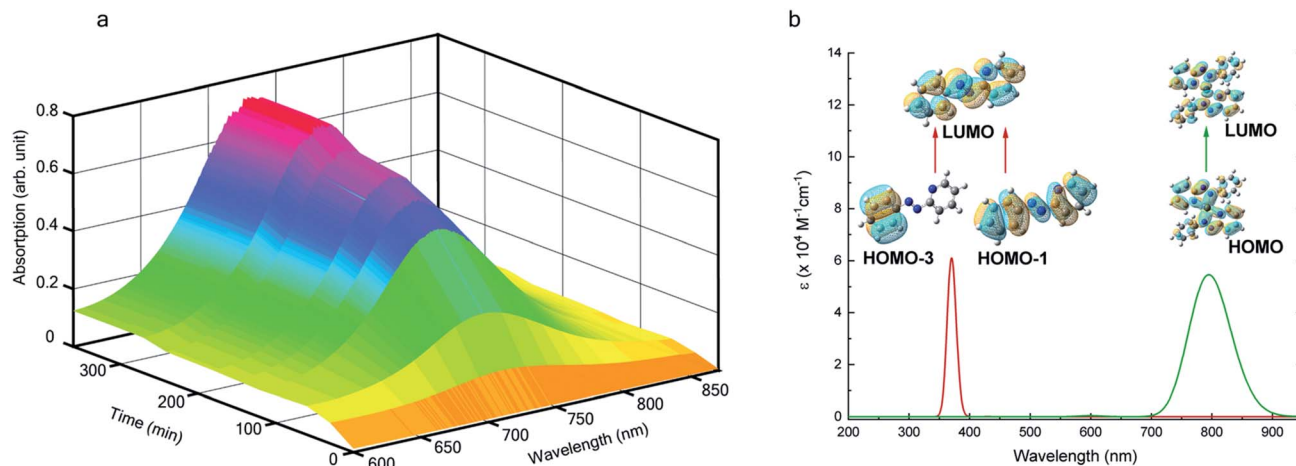 a
Absorption (arb. unit)
0.8
0.6
0.4
0.2
0
300
200
100
0
Time (min)
600
650
700
750
800
850
Wavelength (nm)
b
ε (x 10⁴ M⁻¹cm⁻¹)
14
12
10
8
6
4
2
0
LUMO
LUMO
HOMO-3
HOMO-1
HOMO
200
300
400
500
600
700
800
900
Wavelength (nm)